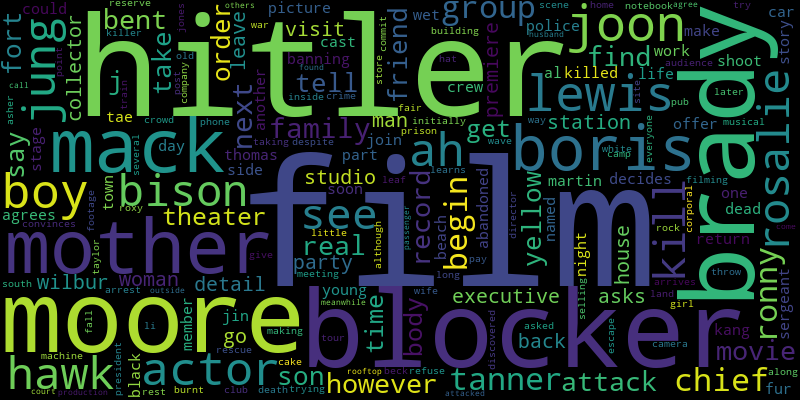 hitler
film
brady
blocker
moore
mother
mack
boris
lewis
joon
jung
ah
boy
bison
hawk
actor
rosalie
ronny
group
fort
bent
take
order
leave
visit
tell
friend
find
get
station
family
man
next
see
studio
real
record
begin
yellow
kill
chief
movie
tanner
attack
however
son
theater
party
body
time
executive
asks
back
house
woman
wilbur
detail
say
collector
could
reserve
j
tae
day
stage
town
agrees
convinces
footage
roxy
taylor
south
arrest
outside
fall
li
member
machine
court
production
president
black
rest
burnt
club
death
trying
cake
making
rescue
jin
go
young
meeting
meanwhile
tour
wife
beck
refuse
rooftop
little
although
passenger
long
pay
beach
abandoned
learns
join
part
soon
leaf
despite
initially
prison
wave
fair
thomas
side
another
taking
several
phone
crowd
cast
banning
picture
war
others
killer
old
post
company
found
inside
crime
store
commit
building
hat
crew
premiere
police
scene
home
notebook
agree
try
car
story
jones
call
asher
point
train
husband
wet
work
make
audience
shoot
later
musical
al
killed
life
pub
offer
everyone
way
white
camp
site
martin
decides
filming
one
dead
throw
return
named
night
selling
director
rock
corporal
arrives
land
girl
sergeant
come
kang
camera
escape
discovered
asked
attacked
give
fur
along